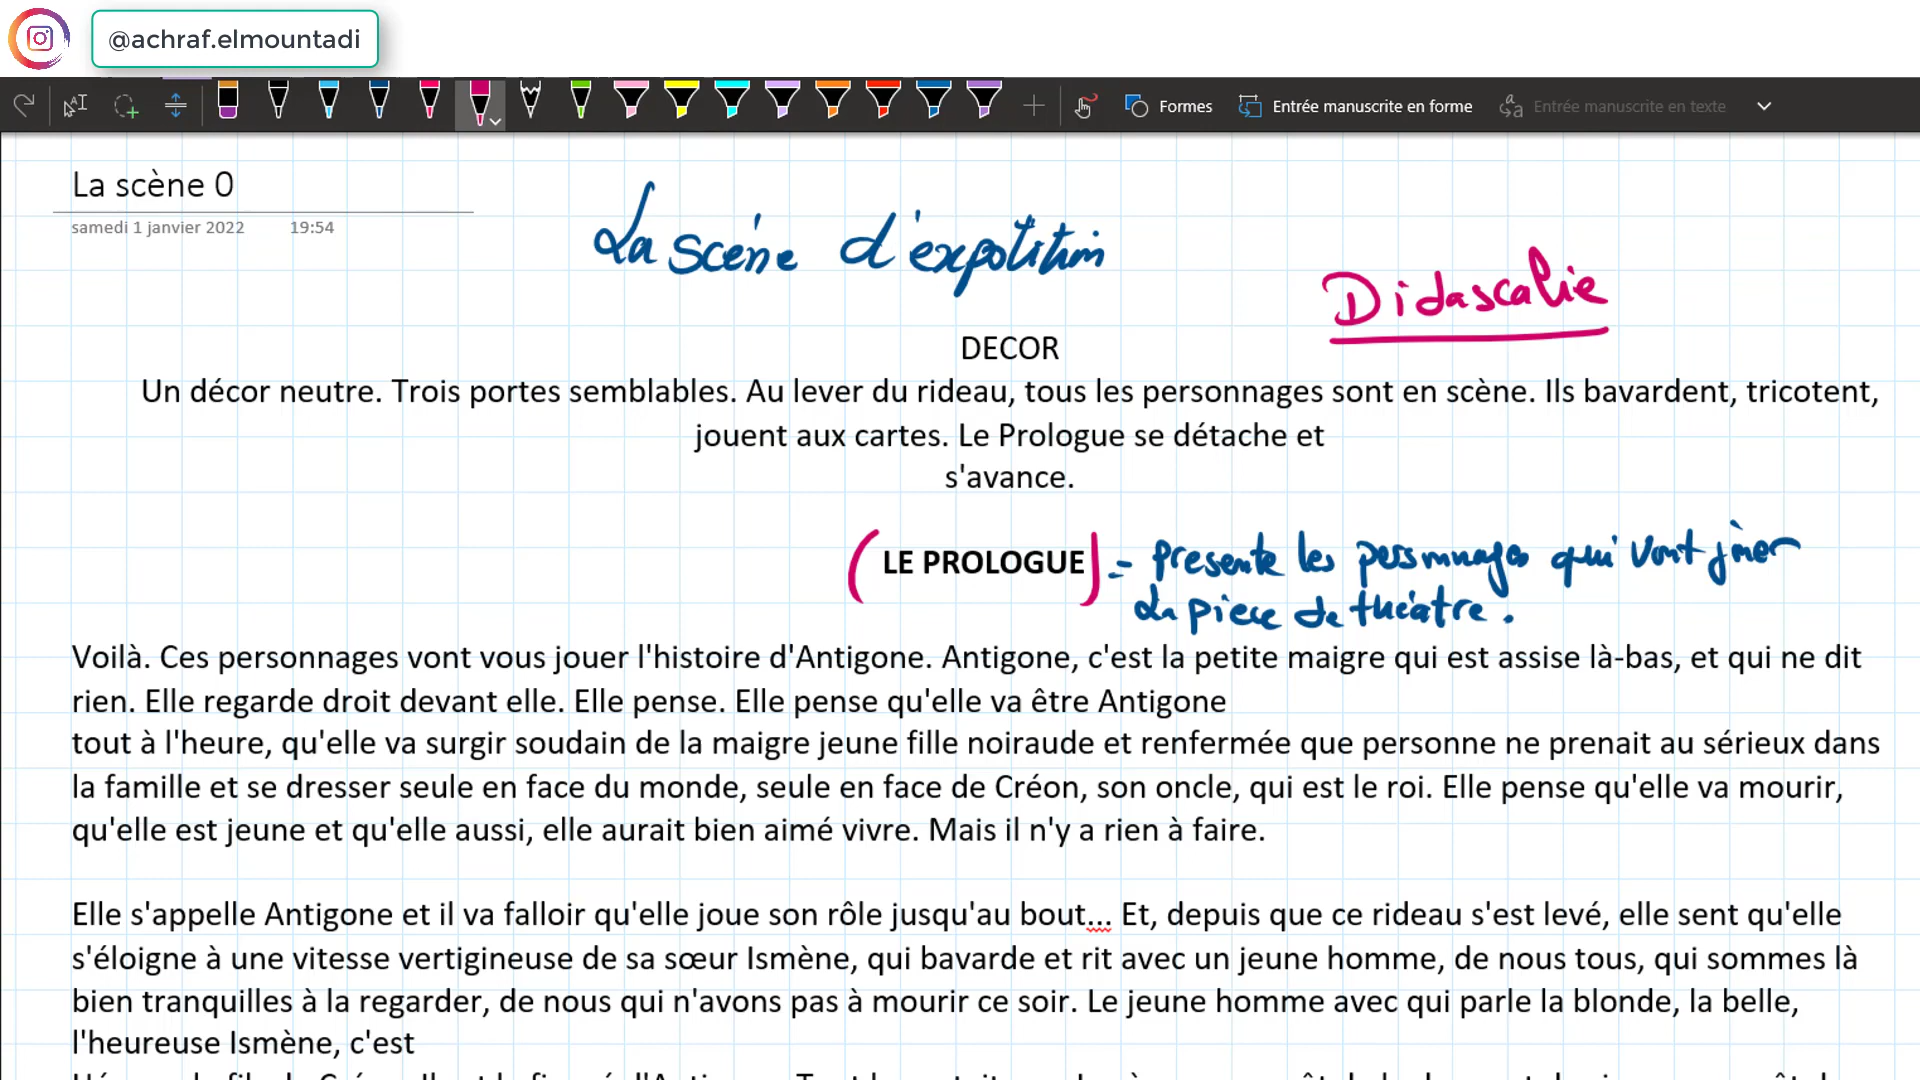 @achraf.elmountadi
Formes
Entrée manuscrite en forme
Entrée manuscrite en texte
La scène 0
samedi 1 janvier 2022 19:54
La scène d'exposition
Didascalie
DECOR
Un décor neutre. Trois portes semblables. Au lever du rideau, tous les personnages sont en scène. Ils bavardent, tricotent,
jouent aux cartes. Le Prologue se détache et
s'avance.
(LE PROLOGUE) = presente les personnages qui vont jouer
La piece de théatre.
Voilà. Ces personnages vont vous jouer l'histoire d'Antigone. Antigone, c'est la petite maigre qui est assise là-bas, et qui ne dit
rien. Elle regarde droit devant elle. Elle pense. Elle pense qu'elle va être Antigone
tout à l'heure, qu'elle va surgir soudain de la maigre jeune fille noiraude et renfermée que personne ne prenait au sérieux dans
la famille et se dresser seule en face du monde, seule en face de Créon, son oncle, qui est le roi. Elle pense qu'elle va mourir,
qu'elle est jeune et qu'elle aussi, elle aurait bien aimé vivre. Mais il n'y a rien à faire.
Elle s'appelle Antigone et il va falloir qu'elle joue son rôle jusqu'au bout... Et, depuis que ce rideau s'est levé, elle sent qu'elle
s'éloigne à une vitesse vertigineuse de sa sœur Ismène, qui bavarde et rit avec un jeune homme, de nous tous, qui sommes là
bien tranquilles à la regarder, de nous qui n'avons pas à mourir ce soir. Le jeune homme avec qui parle la blonde, la belle,
l'heureuse Ismène, c'est